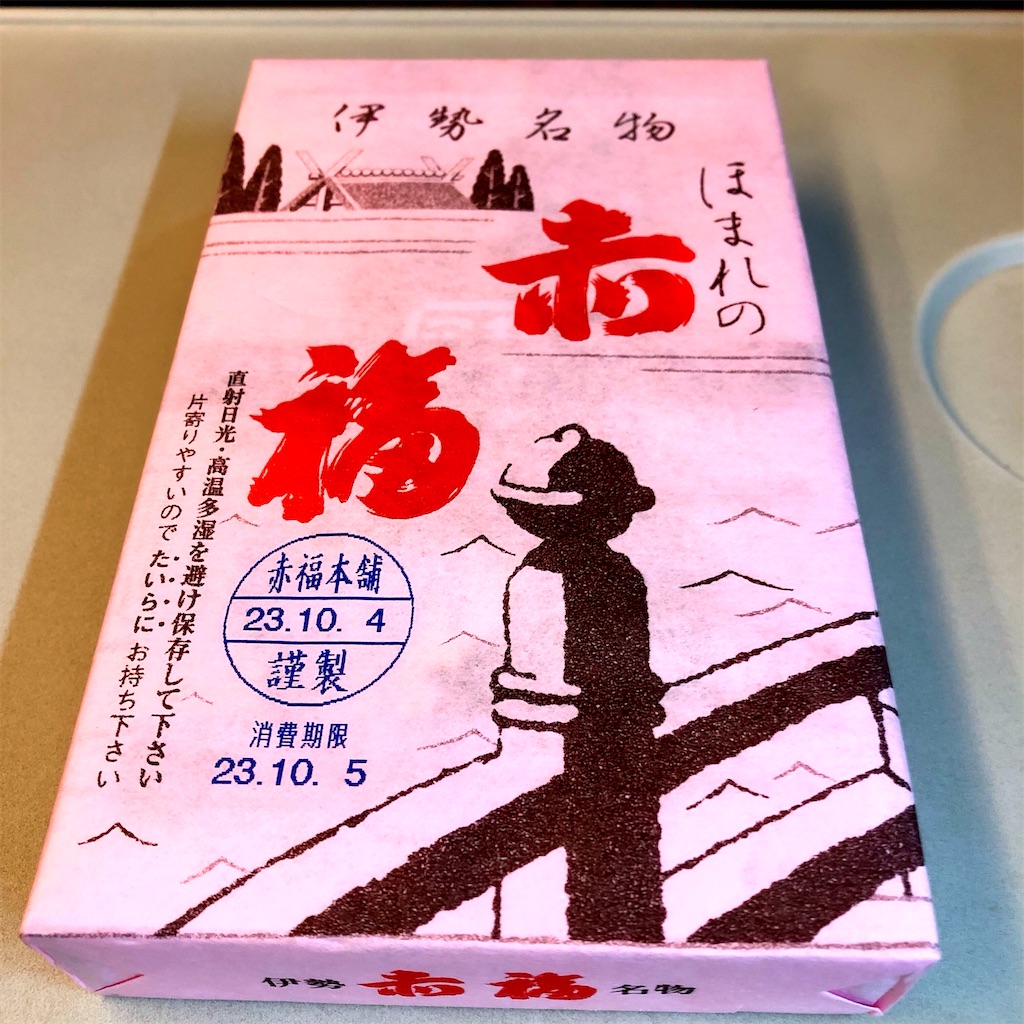 伊勢名物
ほまれの
赤福
直射日光・高温多湿を避け保存して下さい
片寄りやすいのでたいらにお持ち下さい
赤福本舗
23.10. 4
謹製
消費期限
23.10. 5
伊勢 赤福 名物